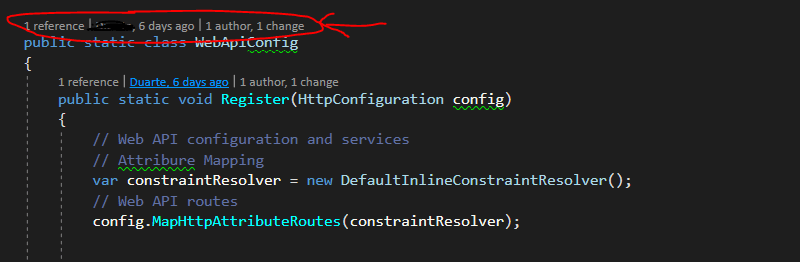 1 reference | , 6 days ago | 1 author, 1 change
public static class WebApiConfig
{
1 reference | Duarte, 6 days ago | 1 author, 1 change
public static void Register(HttpConfiguration config)
{
// Web API configuration and services
// Attribure Mapping
var constraintResolver = new DefaultInlineConstraintResolver();
// Web API routes
config.MapHttpAttributeRoutes(constraintResolver);